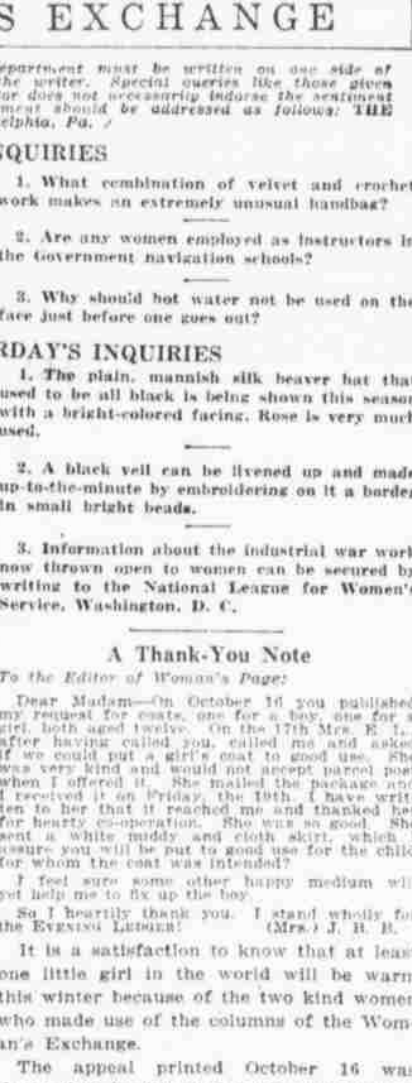 S EXCHANGE
epartment must be written on one side of
the writer. Special queries like those given
or does not necessarily indorse the sentiment
ment should be addressed as follows: THE
elphia, Pa.
NQUIRIES
1. What combination of velvet and crochet
work makes an extremely unusual handbag?
2. Are any women employed as instructors in
the Government navigation schools?
3. Why should hot water not be used on the
face just before one goes out?
RDAY'S INQUIRIES
1. The plain, mannish silk beaver hat that
used to be all black is being shown this season
with a bright-colored facing. Rose is very much
used.
2. A black veil can be livened up and made
up-to-the-minute by embroidering on it a border
in small bright beads.
3. Information about the industrial war work
now thrown open to women can be secured by
writing to the National League for Women's
Service, Washington, D. C.
A Thank-You Note
To the Editor of Woman's Page:
Dear Madam—On October 16 you published
my request for coats, one for a boy, one for a
girl, both aged twelve. On the 17th Mrs. E. L.
after having called you, called me and asked
if we could put a girl's coat to good use. She
was very kind and would not accept parcel post
when I offered it. She mailed the package and
I received it on Friday, the 19th. I have writ
ten to her that it reached me and thanked her
for hearty co-operation. She was so good. She
sent a white middy and cloth skirt, which I
assure you will be put to good use for the child
for whom the coat was intended?
I feel sure some other happy medium will
yet help me to fix up the boy.
So I heartily thank you. I stand wholly for
the EVENING LEDGER! (Mrs.) J. B. B.
It is a satisfaction to know that at least
one little girl in the world will be warm
this winter because of the two kind women
who made use of the columns of the Wom-
an's Exchange.
The appeal printed October 16 was